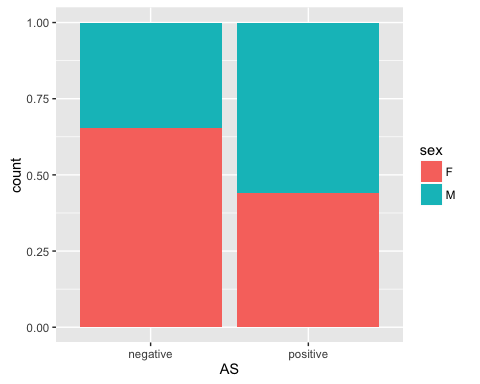 1.00
0.75
0.50
0.25
0.00
count
negative
positive
AS
sex
F
M